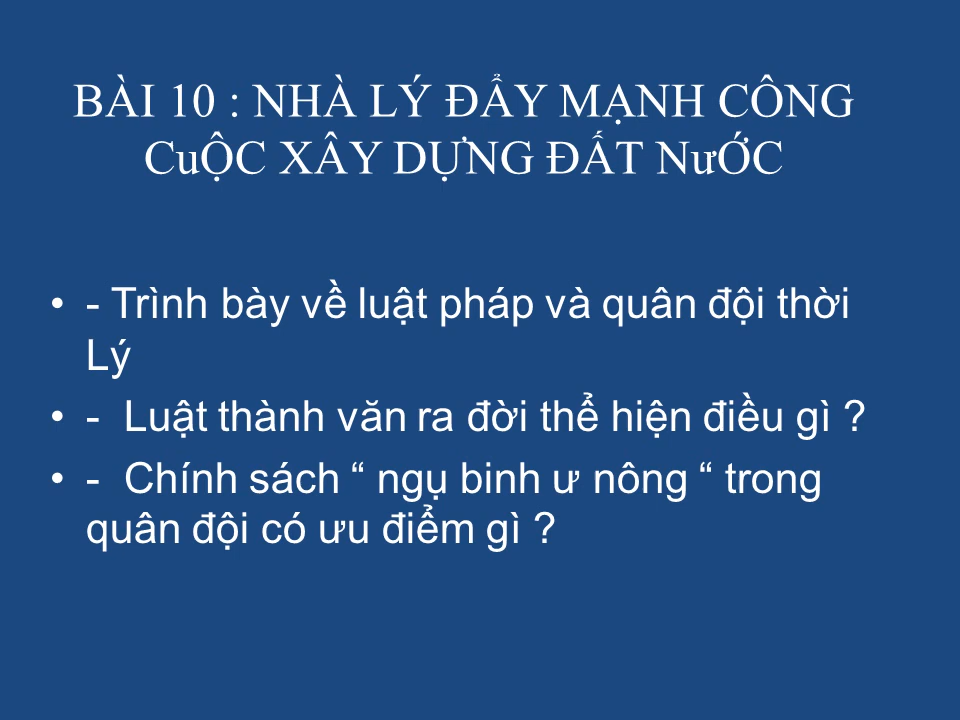 BÀI 10 : NHÀ LÝ ĐẨY MẠNH CÔNG
CuỘC XÂY DỰNG ĐẤT NưỚC
• - Trình bày về luật pháp và quân đội thời
Lý
• - Luật thành văn ra đời thể hiện điều gì ?
• - Chính sách “ ngụ binh ư nông “ trong
quân đội có ưu điểm gì ?